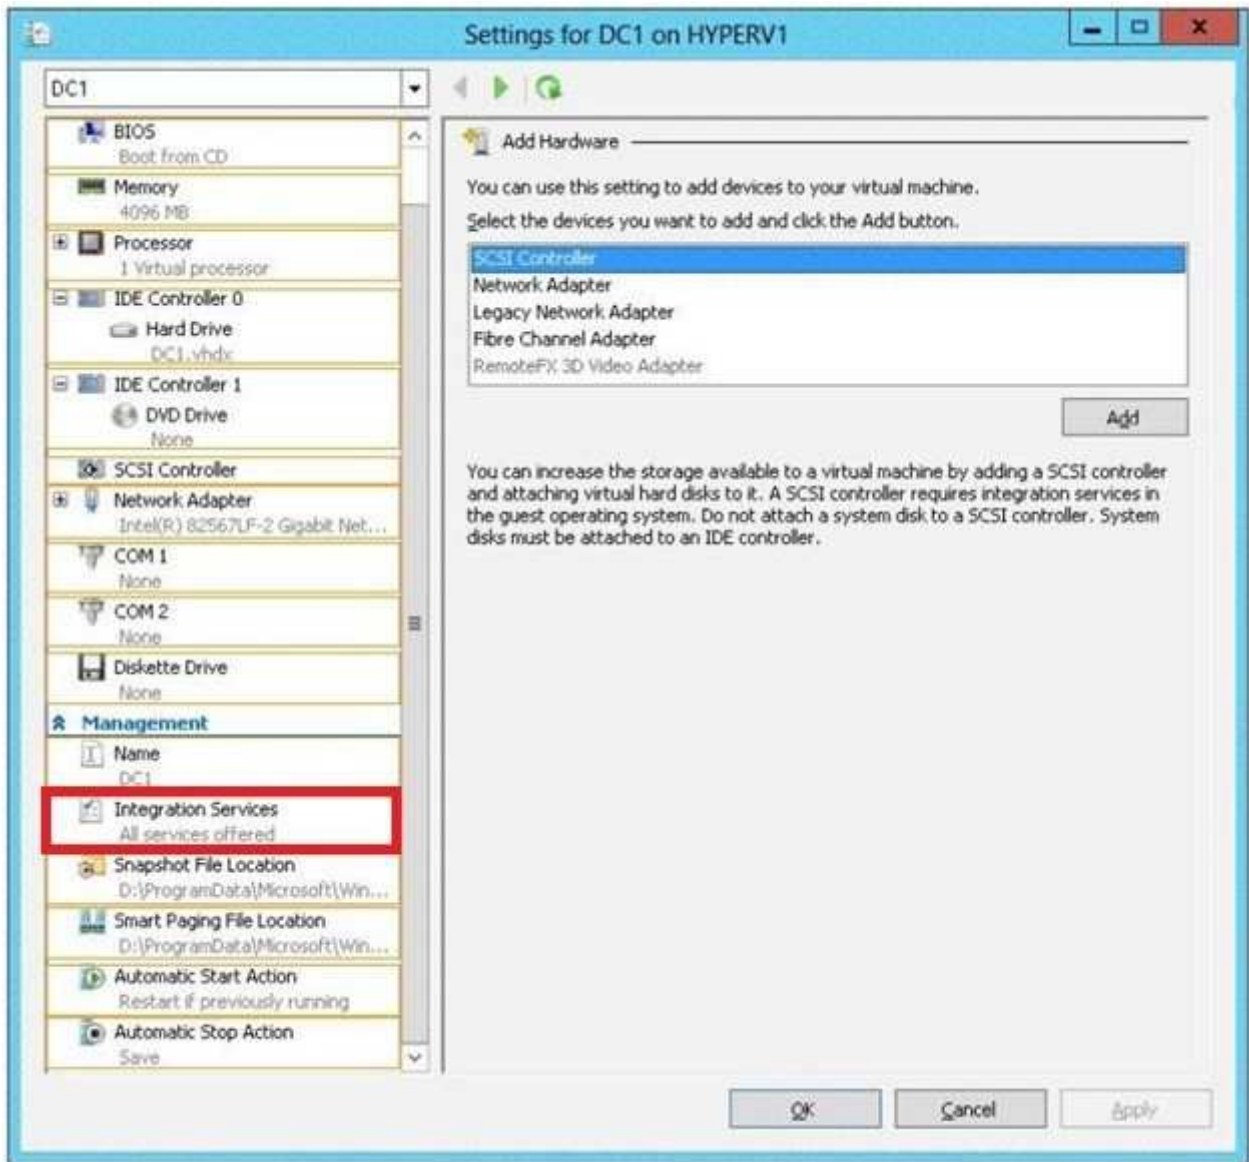 Settings for DC1 on HYPERV1
DC1
BIOS
Boot from CD
Memory
4096 MB
Processor
1 Virtual processor
IDE Controller 0
Hard Drive
DC1.vhdx
IDE Controller 1
DVD Drive
None
SCSI Controller
Network Adapter
Intel(R) 82567LF-2 Gigabit Net...
COM 1
None
COM 2
None
Diskette Drive
None
Management
Name
DC1
Integration Services
All services offered
Snapshot File Location
D:\ProgramData\Microsoft\Win...
Smart Paging File Location
D:\ProgramData\Microsoft\Win...
Automatic Start Action
Restart if previously running
Automatic Stop Action
Save
Add Hardware
You can use this setting to add devices to your virtual machine.
Select the devices you want to add and click the Add button.
SCSI Controller
Network Adapter
Legacy Network Adapter
Fibre Channel Adapter
RemoteFX 3D Video Adapter
Add
You can increase the storage available to a virtual machine by adding a SCSI controller
and attaching virtual hard disks to it. A SCSI controller requires integration services in
the guest operating system. Do not attach a system disk to a SCSI controller. System
disks must be attached to an IDE controller.
OK
Cancel
Apply